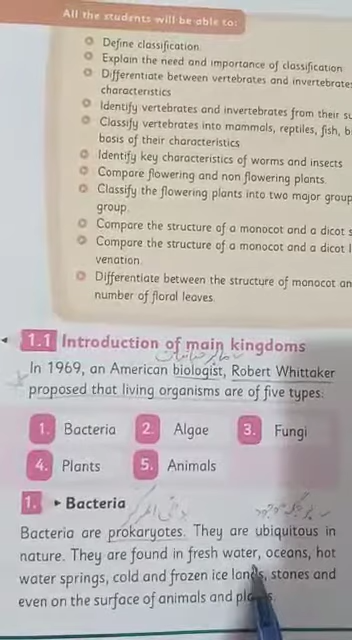 All the students will be able to:
Define classification.
Explain the need and importance of classification
Differentiate between vertebrates and invertebrates
characteristics
Identify vertebrates and invertebrates from their
Classify vertebrates into mammals, reptiles, fish,
basis of their characteristics
Identify key characteristics of worms and insects
Compare flowering and non flowering plants.
Classify the flowering plants into two major group
group.
Compare the structure of a monocot and a dicot
Compare the structure of a monocot and a dicot
venation.
Differentiate between the structure of monocot
number of floral leaves.
1.1 Introduction of main kingdoms
In 1969, an American biologist, Robert Whittaker
proposed that living organisms are of five types:
1. Bacteria 2. Algae 3. Fungi
4. Plants 5. Animals
1. Bacteria
Bacteria are prokaryotes. They are ubiquitous in
nature. They are found in fresh water, oceans, hot
water springs, cold and frozen ice lands, stones and
even on the surface of animals and